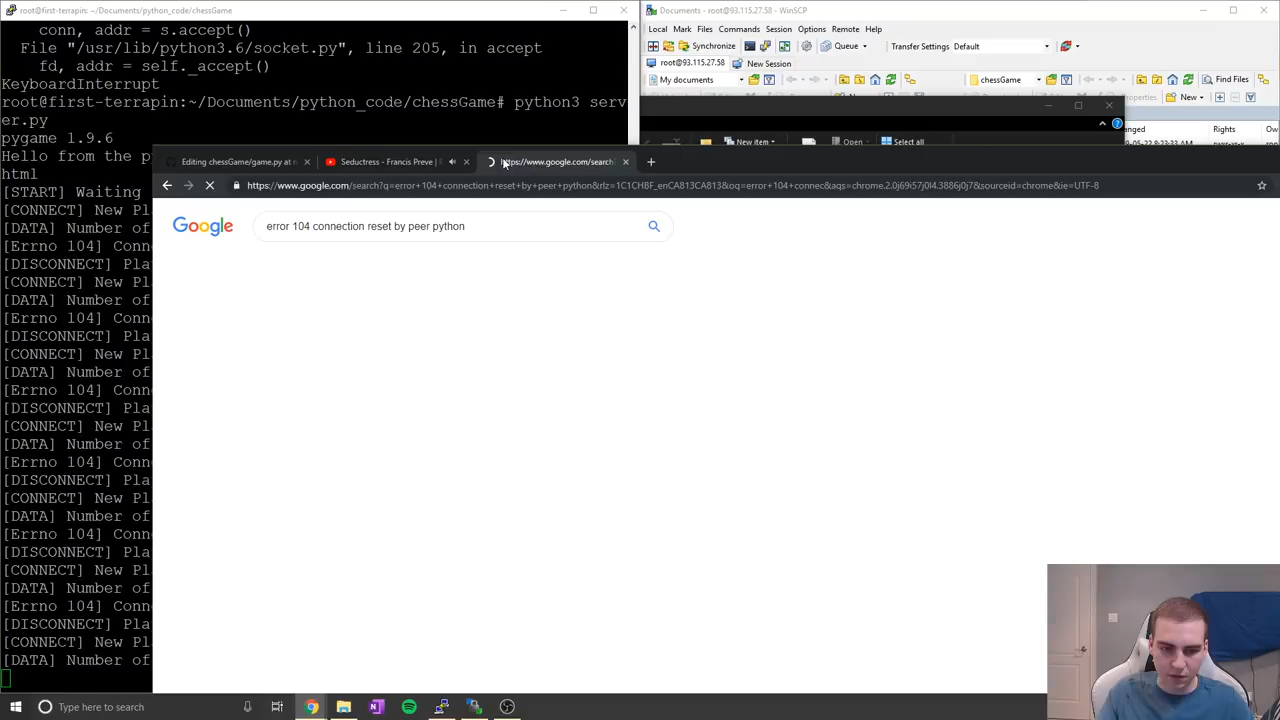 root@first-terrapin: ~/Documents/python_code/chessGame
conn, addr = s.accept()
File "/usr/lib/python3.6/socket.py", line 205, in accept
fd, addr = self._accept()
KeyboardInterrupt
root@first-terrapin:~/Documents/python_code/chessGame# python3 serv
er.py
pygame 1.9.6
Hello from the p
html
[START] Waiting
[CONNECT] New Pl
[DATA] Number of
[Errno 104] Conn
[DISCONNECT] Pla
[CONNECT] New Pl
[DATA] Number of
[Errno 104] Conn
[DISCONNECT] Pla
[CONNECT] New Pl
[DATA] Number of
[Errno 104] Conn
[DISCONNECT] Pla
[CONNECT] New Pl
[DATA] Number of
[Errno 104] Conn
[DISCONNECT] Pla
[CONNECT] New Pl
[DATA] Number of
[Errno 104] Conn
[DISCONNECT] Pla
[CONNECT] New Pl
[DATA] Number of
[Errno 104] Conn
[DISCONNECT] Pla
[CONNECT] New Pl
[DATA] Number of
Documents - root@93.115.27.58 - WinSCP
Local Mark Files Commands Session Options Remote Help
Synchronize Queue Transfer Settings Default
root@93.115.27.58 New Session
My documents chessGame Find Files
New
New item Open Select all
Editing chessGame/game.py at Seductress - Francis Preve | https://www.google.com/search
https://www.google.com/search?q=error+104+connection+reset+by+peer+python&rlz=1C1CHBF_enCA813CA813&oq=error+104+connec&aqs=chrome.2.0j69i57j0l4.3886j0j7&sourceid=chrome&ie=UTF-8
Google error 104 connection reset by peer python
Type here to search